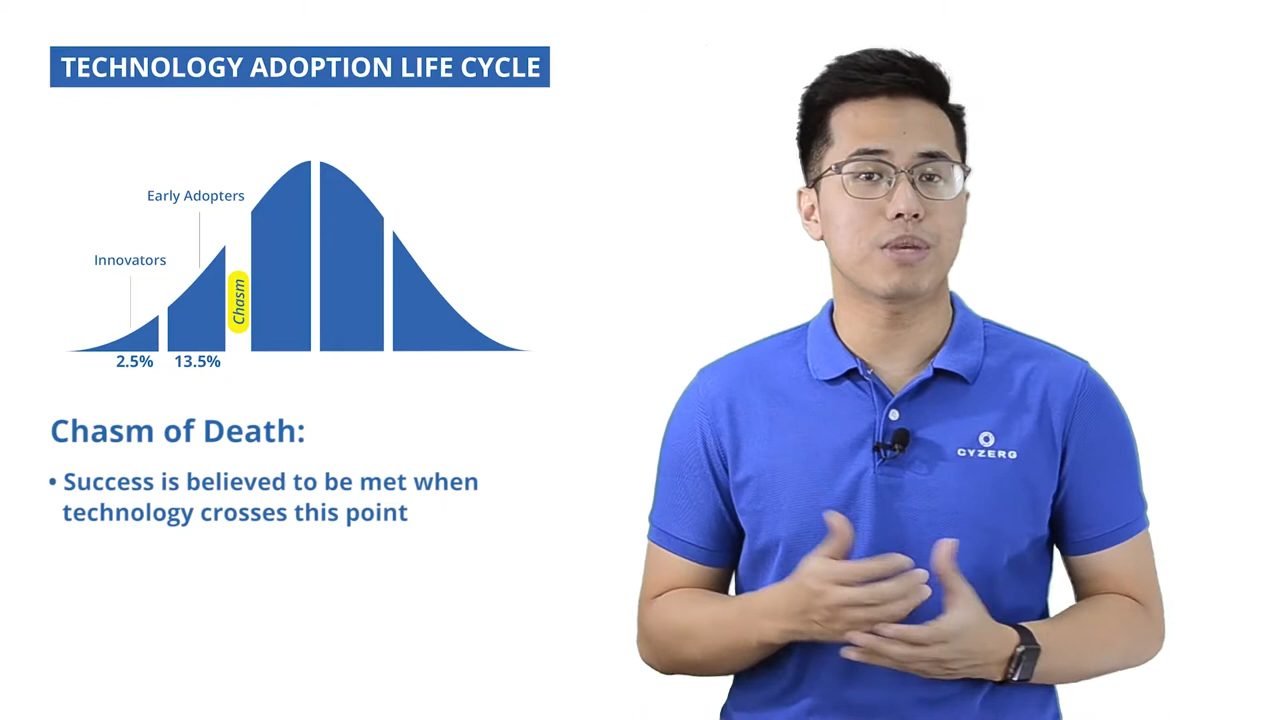 TECHNOLOGY ADOPTION LIFE CYCLE
Early Adopters
Innovators
Chasm
2.5% 13.5%
Chasm of Death:
• Success is believed to be met when
technology crosses this point
CYZERG